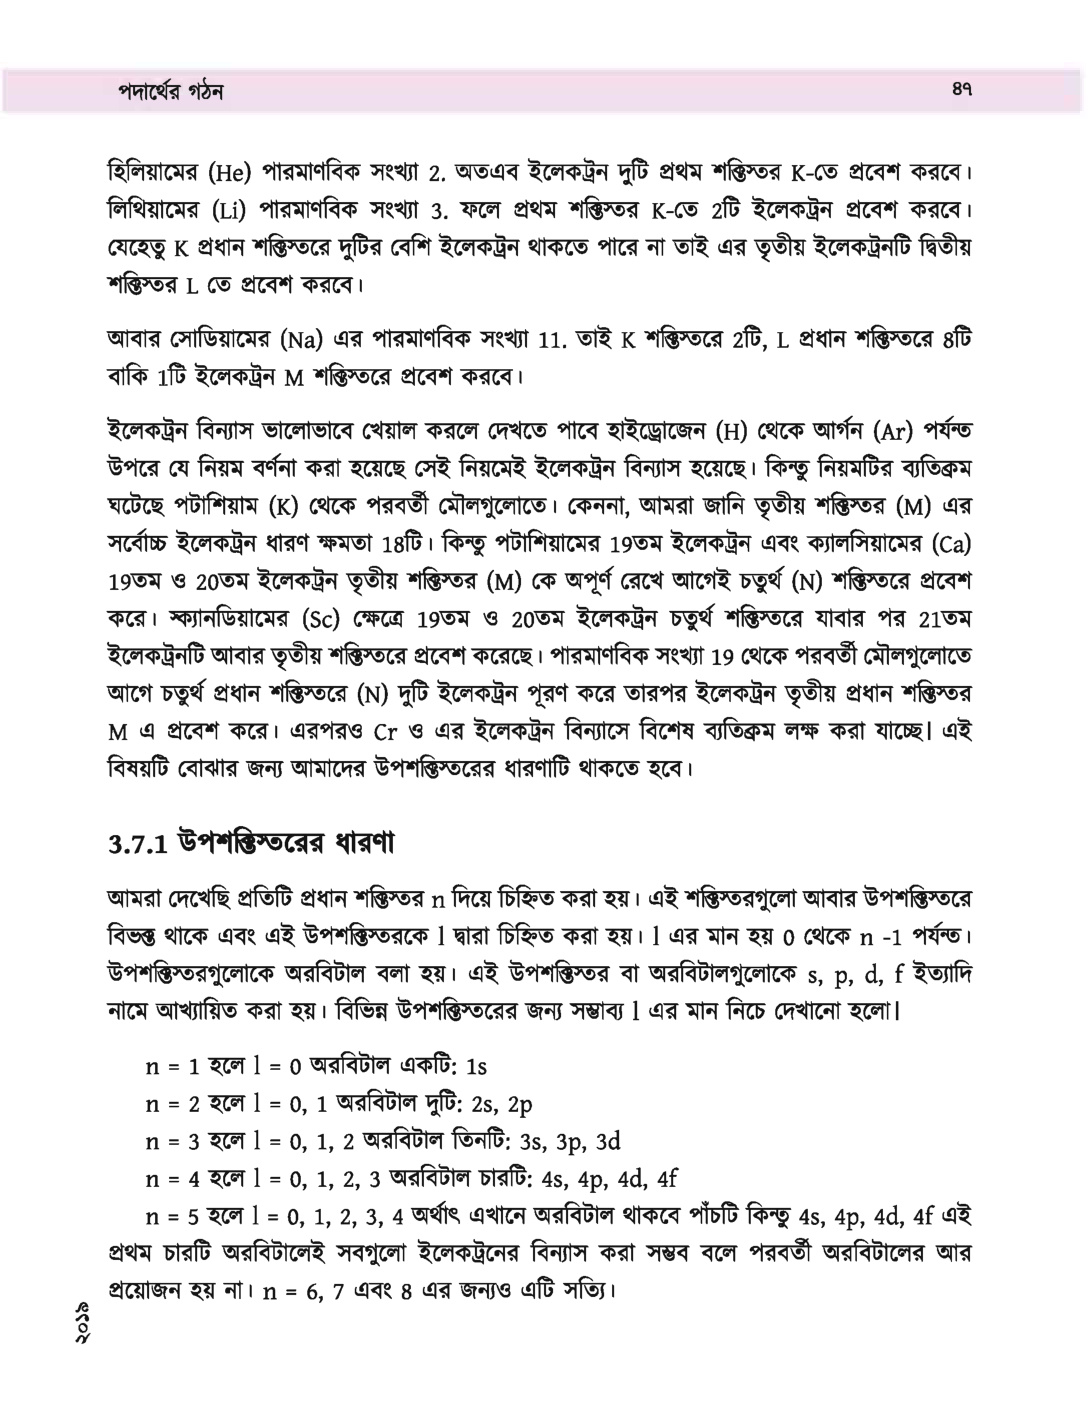 পদার্থের গঠন ৪৭
হিলিয়ামের (He) পারমাণবিক সংখ্যা 2. অতএব ইলেকট্রন দুটি প্রথম শক্তিস্তর K-তে প্রবেশ করবে।
লিথিয়ামের (Li) পারমাণবিক সংখ্যা 3. ফলে প্রথম শক্তিস্তর K-তে 2টি ইলেকট্রন প্রবেশ করবে।
যেহেতু K প্রধান শক্তিস্তরে দুটির বেশি ইলেকট্রন থাকতে পারে না তাই এর তৃতীয় ইলেকট্রনটি দ্বিতীয়
শক্তিস্তর L তে প্রবেশ করবে।
আবার সোডিয়ামের (Na) এর পারমাণবিক সংখ্যা 11. তাই K শক্তিস্তরে 2টি, L প্রধান শক্তিস্তরে 8টি
বাকি 1টি ইলেকট্রন M শক্তিস্তরে প্রবেশ করবে।
ইলেকট্রন বিন্যাস ভালোভাবে খেয়াল করলে দেখতে পাবে হাইড্রোজেন (H) থেকে আর্গন (Ar) পর্যন্ত
উপরে যে নিয়ম বর্ণনা করা হয়েছে সেই নিয়মেই ইলেকট্রন বিন্যাস হয়েছে। কিন্তু নিয়মটির ব্যতিক্রম
ঘটেছে পটাশিয়াম (K) থেকে পরবর্তী মৌলগুলোতে। কেননা, আমরা জানি তৃতীয় শক্তিস্তর (M) এর
সর্বোচ্চ ইলেকট্রন ধারণ ক্ষমতা 18টি। কিন্তু পটাশিয়ামের 19তম ইলেকট্রন এবং ক্যালসিয়ামের (Ca)
19তম ও 20তম ইলেকট্রন তৃতীয় শক্তিস্তর (M) কে অপূর্ণ রেখে আগেই চতুর্থ (N) শক্তিস্তরে প্রবেশ
করে। স্ক্যানডিয়ামের (Sc) ক্ষেত্রে 19তম ও 20তম ইলেকট্রন চতুর্থ শক্তিস্তরে যাবার পর 21তম
ইলেকট্রনটি আবার তৃতীয় শক্তিস্তরে প্রবেশ করেছে। পারমাণবিক সংখ্যা 19 থেকে পরবর্তী মৌলগুলোতে
আগে চতুর্থ প্রধান শক্তিস্তরে (N) দুটি ইলেকট্রন পূরণ করে তারপর ইলেকট্রন তৃতীয় প্রধান শক্তিস্তর
M এ প্রবেশ করে। এরপরও Cr ও এর ইলেকট্রন বিন্যাসে বিশেষ ব্যতিক্রম লক্ষ করা যাচ্ছে। এই
বিষয়টি বোঝার জন্য আমাদের উপশক্তিস্তরের ধারণাটি থাকতে হবে।
3.7.1 উপশক্তিস্তরের ধারণা
আমরা দেখেছি প্রতিটি প্রধান শক্তিস্তর n দিয়ে চিহ্নিত করা হয়। এই শক্তিস্তরগুলো আবার উপশক্তিস্তরে
বিভক্ত থাকে এবং এই উপশক্তিস্তরকে l দ্বারা চিহ্নিত করা হয়। l এর মান হয় 0 থেকে n -1 পর্যন্ত।
উপশক্তিস্তরগুলোকে অরবিটাল বলা হয়। এই উপশক্তিস্তর বা অরবিটালগুলোকে s, p, d, f ইত্যাদি
নামে আখ্যায়িত করা হয়। বিভিন্ন উপশক্তিস্তরের জন্য সম্ভাব্য l এর মান নিচে দেখানো হলো।
n = 1 হলে l = 0 অরবিটাল একটি: 1s
n = 2 হলে l = 0, 1 অরবিটাল দুটি: 2s, 2p
n = 3 হলে l = 0, 1, 2 অরবিটাল তিনটি: 3s, 3p, 3d
n = 4 হলে l = 0, 1, 2, 3 অরবিটাল চারটি: 4s, 4p, 4d, 4f
n = 5 হলে l = 0, 1, 2, 3, 4 অর্থাৎ এখানে অরবিটাল থাকবে পাঁচটি কিন্তু 4s, 4p, 4d, 4f এই
প্রথম চারটি অরবিটালেই সবগুলো ইলেকট্রনের বিন্যাস করা সম্ভব বলে পরবর্তী অরবিটালের আর
প্রয়োজন হয় না। n = 6, 7 এবং 8 এর জন্যও এটি সত্যি।
২০১৯